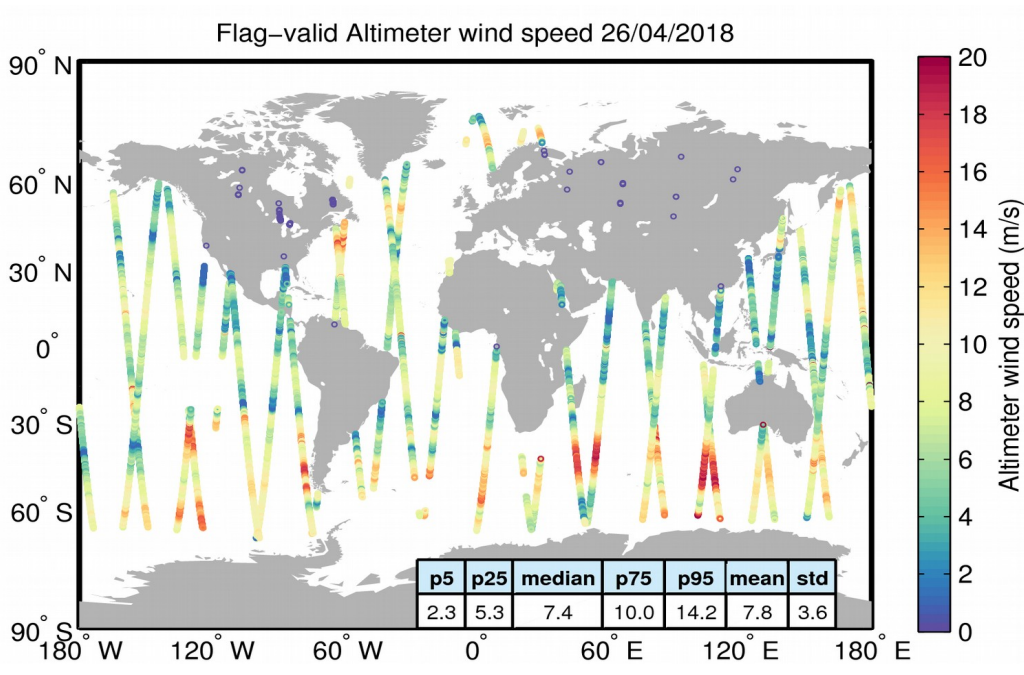 Flag−valid Altimeter wind speed 26/04/2018
90° N
60° N
30° N
0°
30° S
60° S
90° S
180° W
120° W
60° W
0°
60° E
120° E
180° E
p5 p25 median p75 p95 mean std
2.3 5.3 7.4 10.0 14.2 7.8 3.6
20
18
16
14
12
10
8
6
4
2
0
Altimeter wind speed (m/s)